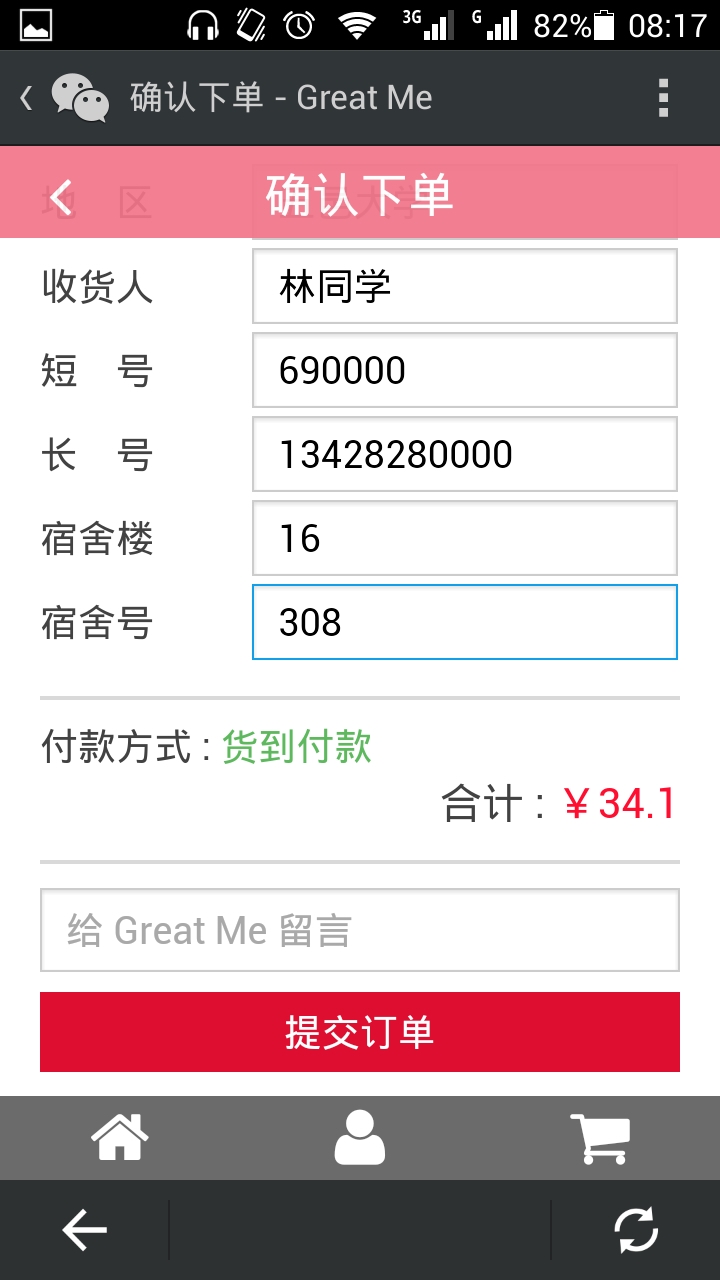 3G G 82% 08:17
确认下单 - Great Me
地 区 确认下单
收货人 林同学
短 号 690000
长 号 13428280000
宿舍楼 16
宿舍号 308
付款方式 : 货到付款
合计 : ￥34.1
给 Great Me 留言
提交订单